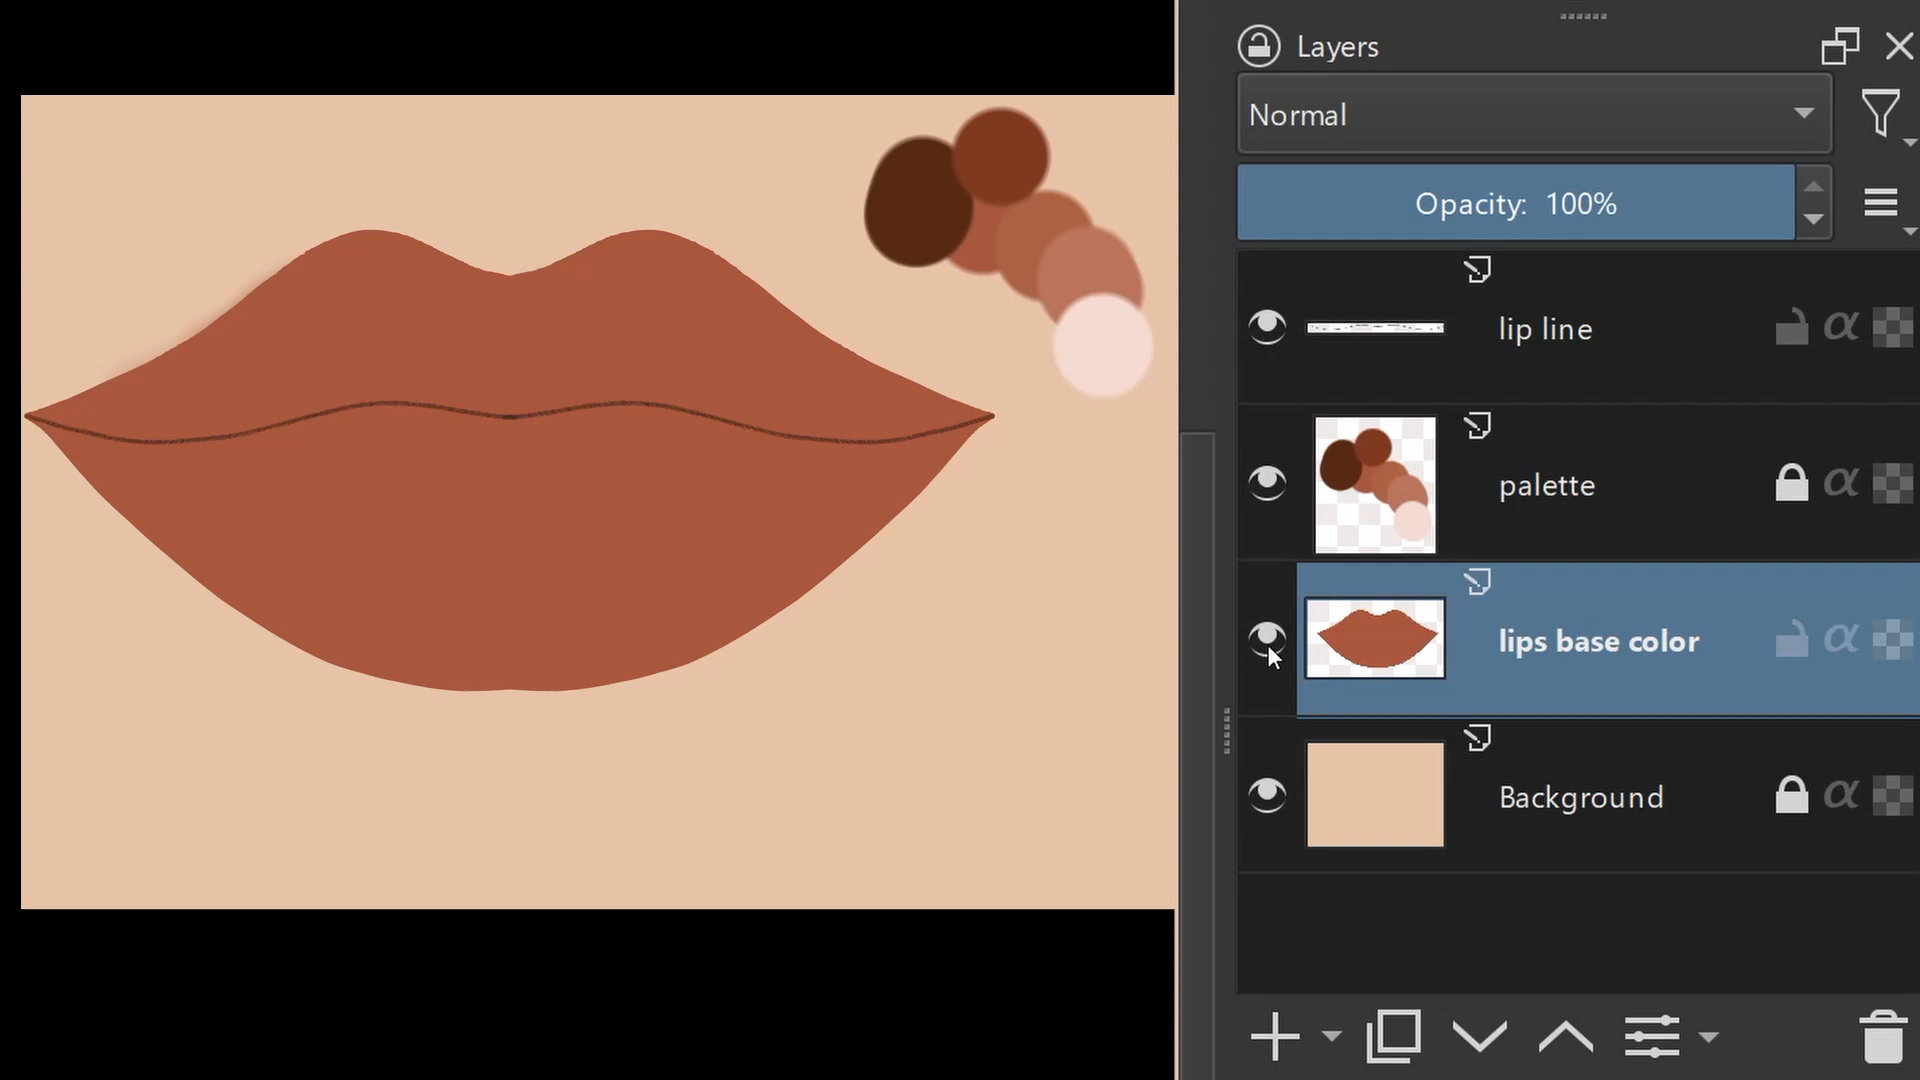 Layers
Normal
Opacity: 100%
lip line
α
palette
α
lips base color
α
Background
α